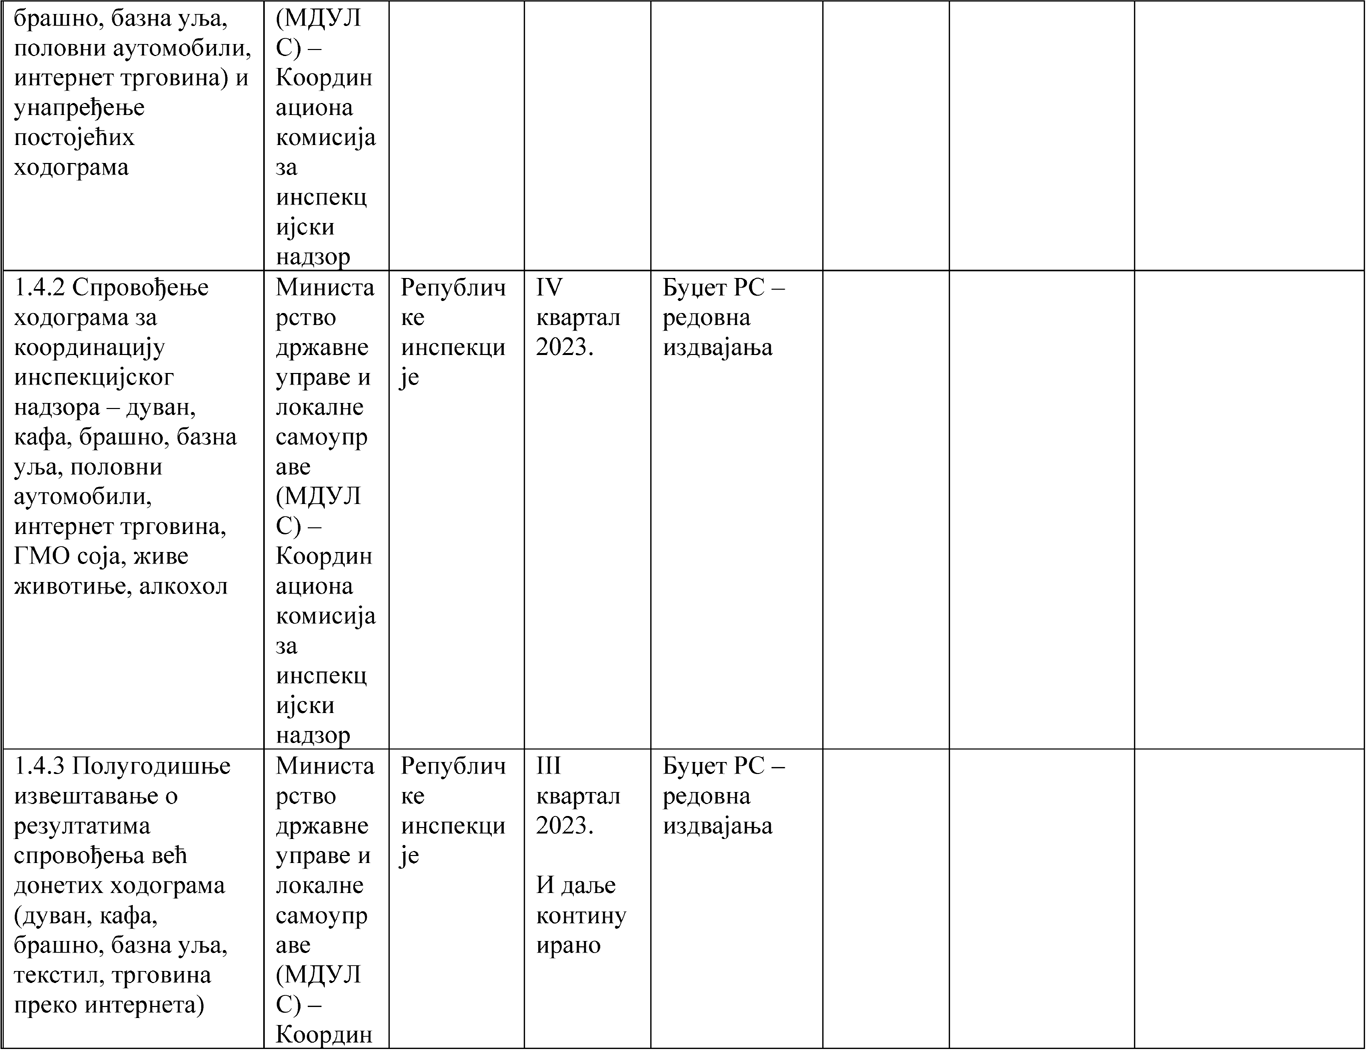 брашно, базна уља,
половни аутомобили,
интернет трговина) и
унапређење
постојећих
ходограма
(МДУЛ
С) –
Координ
ациона
комисија
за
инспекц
ијски
надзор
1.4.2 Спровођење
ходограма за
координацију
инспекцијског
надзора – дуван,
кафа, брашно, базна
уља, половни
аутомобили,
интернет трговина,
ГМО соја, живе
животиње, алкохол
Министа
рство
државне
управе и
локалне
самоупр
аве
(МДУЛ
С) –
Координ
ациона
комисија
за
инспекц
ијски
надзор
Републич
ке
инспекци
је
IV
квартал
2023.
Буџет РС –
редовна
издвајања
1.4.3 Полугодишње
извештавање о
резултатима
спровођења већ
донетих ходограма
(дуван, кафа,
брашно, базна уља,
текстил, трговина
преко интернета)
Министа
рство
државне
управе и
локалне
самоупр
аве
(МДУЛ
С) –
Координ
Републич
ке
инспекци
је
III
квартал
2023.
И даље
контину
ирано
Буџет РС –
редовна
издвајања